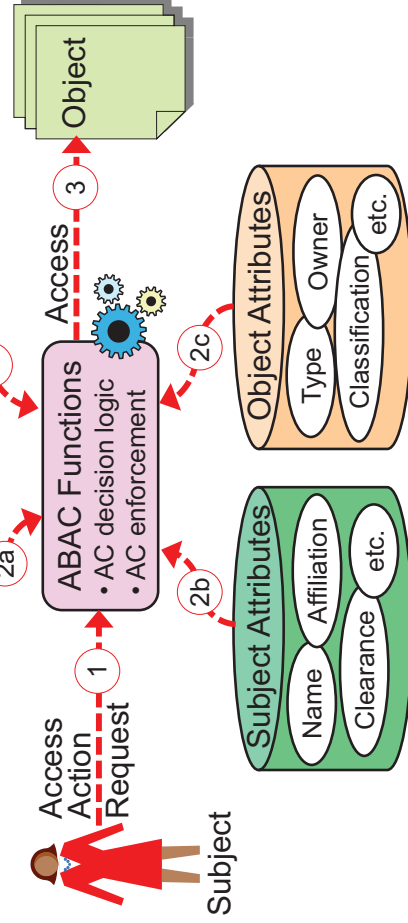 2a
ABAC Functions
• AC decision logic
• AC enforcement
Access
Action
Request
1
Subject
Access
3
Object
2b
2c
Subject Attributes
Name
Affiliation
Clearance
etc.
Object Attributes
Type
Owner
Classification
etc.